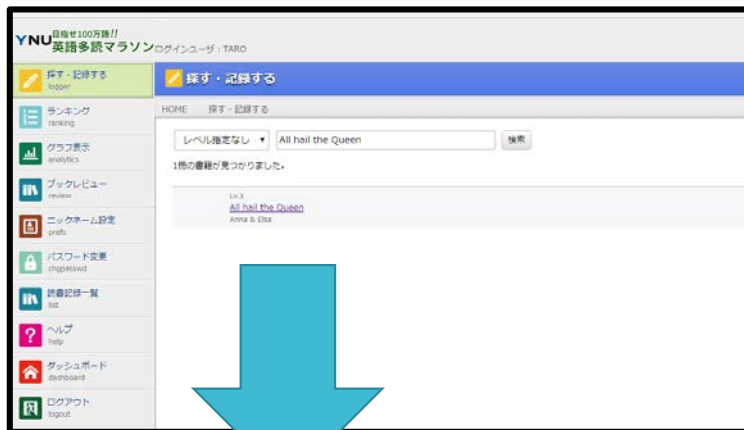 YNU 目指せ100万語!!
英語多読マラソン ログインユーザ : TARO
探す・記録する
logger
ランキング
ranking
グラフ表示
analytics
ブックレビュー
review
ニックネーム設定
prefs
パスワード変更
chgpasswd
読書記録一覧
list
ヘルプ
help
ダッシュボード
dashboard
ログアウト
logout
探す・記録する
HOME 探す・記録する
レベル指定なし ▼ All hail the Queen 検索
1冊の書籍が見つかりました。
Lv.3
All hail the Queen
Anna & Elsa